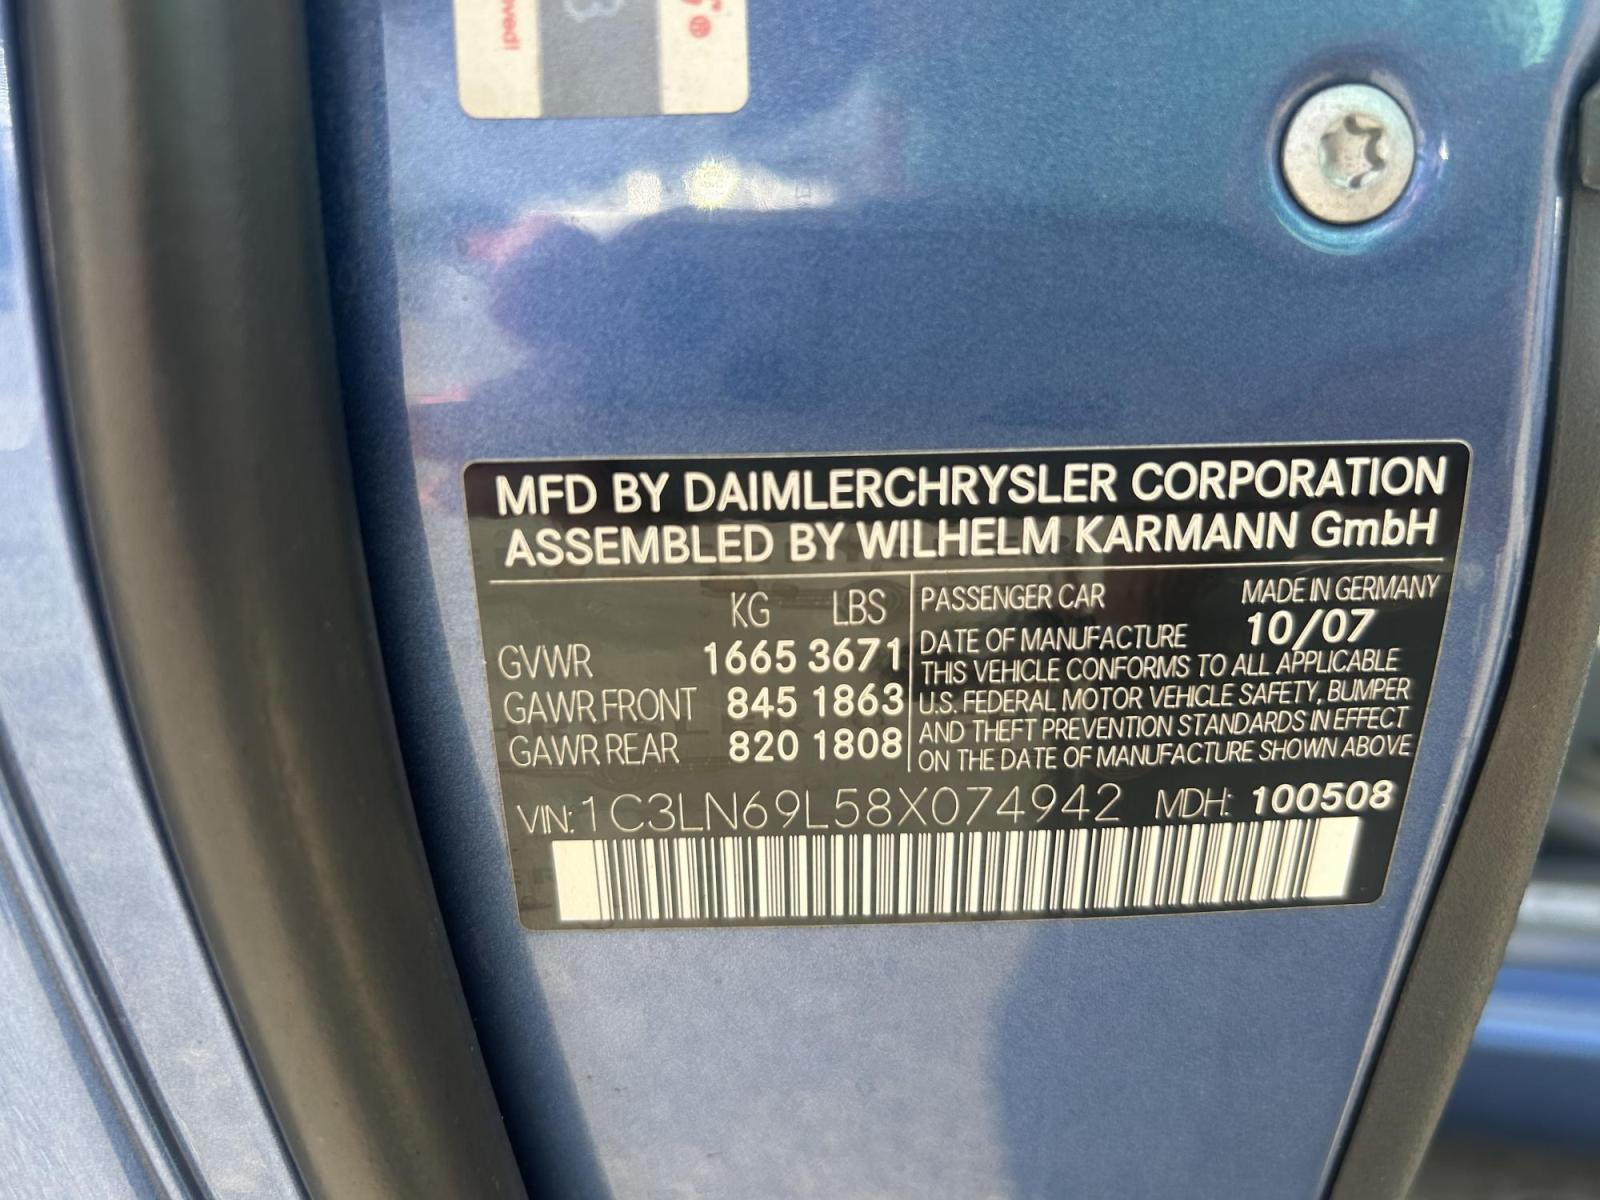 wed!
3
MFD BY DAIMLERCHRYSLER CORPORATION
ASSEMBLED BY WILHELM KARMANN GmbH
KG LBS
GVWR 1665 3671
GAWR FRONT 845 1863
GAWR REAR 820 1808
PASSENGER CAR MADE IN GERMANY
DATE OF MANUFACTURE 10/07
THIS VEHICLE CONFORMS TO ALL APPLICABLE
U.S. FEDERAL MOTOR VEHICLE SAFETY, BUMPER
AND THEFT PREVENTION STANDARDS IN EFFECT
ON THE DATE OF MANUFACTURE SHOWN ABOVE
VIN: 1C3LN69L58X074942 MDH: 100508